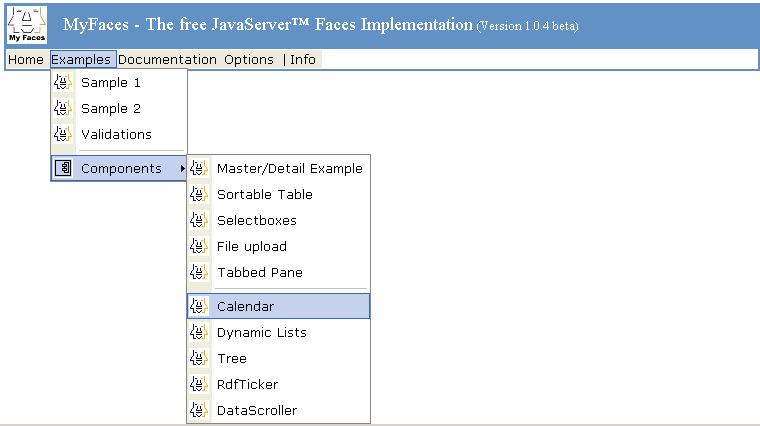 My Faces
MyFaces - The free JavaServer™ Faces Implementation (Version 1.0.4 beta)
Home Examples Documentation Options | Info
Sample 1
Sample 2
Validations
Components
Master/Detail Example
Sortable Table
Selectboxes
File upload
Tabbed Pane
Calendar
Dynamic Lists
Tree
RdfTicker
DataScroller